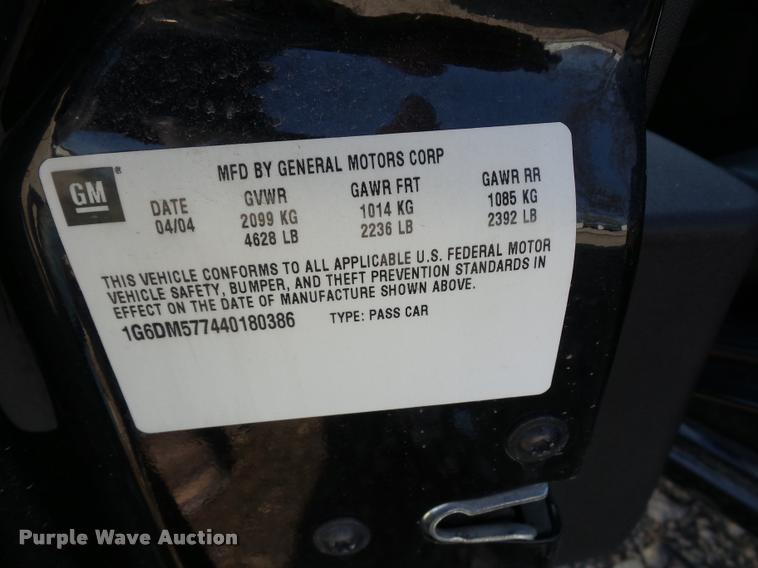 MFD BY GENERAL MOTORS CORP
GM®
DATE GVWR GAWR FRT GAWR RR
04/04 2099 KG 1014 KG 1085 KG
4628 LB 2236 LB 2392 LB
THIS VEHICLE CONFORMS TO ALL APPLICABLE U.S. FEDERAL MOTOR
VEHICLE SAFETY, BUMPER, AND THEFT PREVENTION STANDARDS IN
EFFECT ON THE DATE OF MANUFACTURE SHOWN ABOVE.
1G6DM577440180386 TYPE: PASS CAR
Purple Wave Auction®